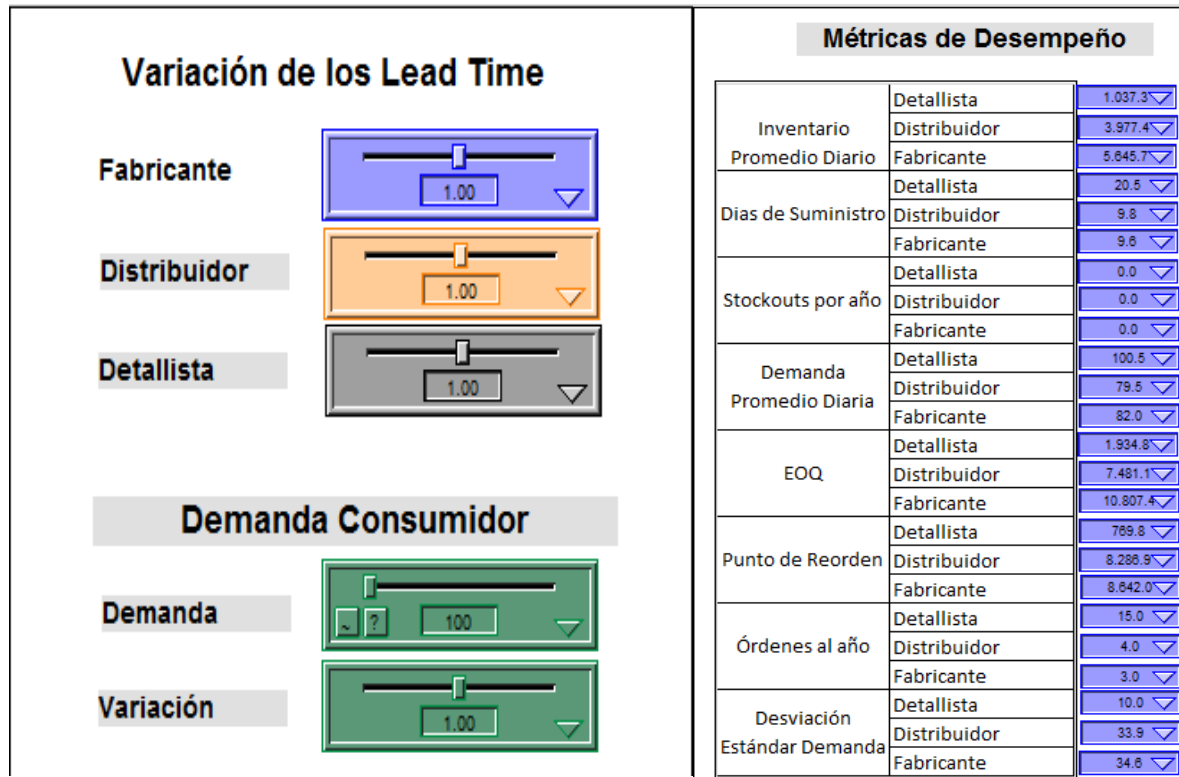 Variación de los Lead Time
Fabricante
1.00
Distribuidor
1.00
Detallista
1.00
Demanda Consumidor
Demanda
~ ? 100
Variación
1.00
Métricas de Desempeño
Inventario Promedio Diario
Detallista 1.037.3
Distribuidor 3.977.4
Fabricante 5.645.7
Dias de Suministro
Detallista 20.5
Distribuidor 9.8
Fabricante 9.6
Stockouts por año
Detallista 0.0
Distribuidor 0.0
Fabricante 0.0
Demanda Promedio Diaria
Detallista 100.5
Distribuidor 79.5
Fabricante 82.0
EOQ
Detallista 1.934.8
Distribuidor 7.481.1
Fabricante 10.807.4
Punto de Reorden
Detallista 769.8
Distribuidor 8.286.9
Fabricante 8.642.0
Órdenes al año
Detallista 15.0
Distribuidor 4.0
Fabricante 3.0
Desviación Estándar Demanda
Detallista 10.0
Distribuidor 33.9
Fabricante 34.6